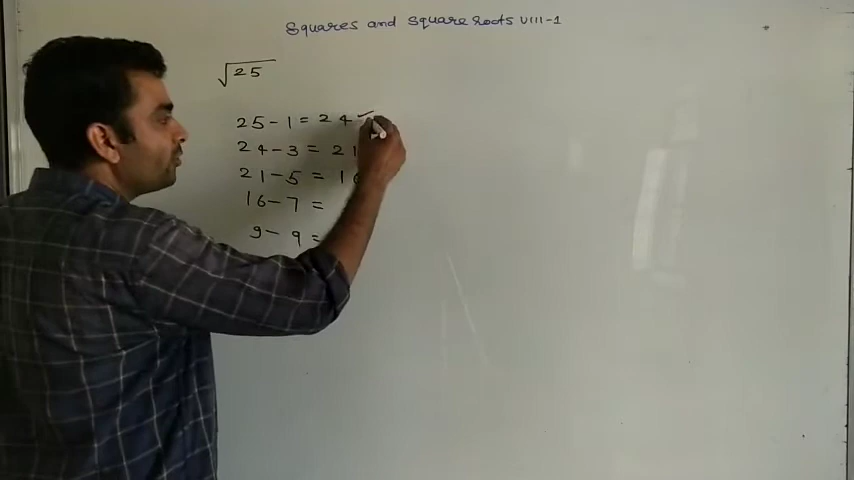 Squares and square roots VIII-1
√25
25-1 = 24 ✓
24-3 = 21
21-5 = 16
16-7 =
9-9 =